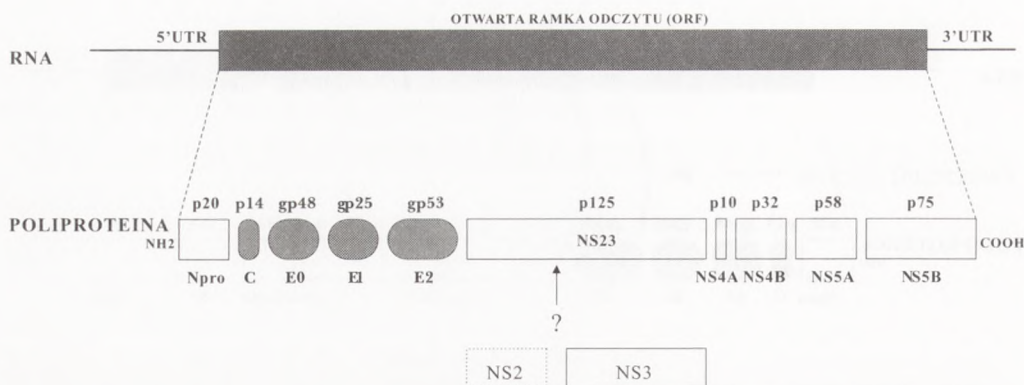 OTWARTA RAMKA ODCZYTU (ORF)
5'UTR 3'UTR
RNA
p20 p14 gp48 gp25 gp53 p125 p10 p32 p58 p75
POLIPROTEINA
NH2 NS23 COOH
Npro C E0 E1 E2 NS4A NS4B NS5A NS5B
?
NS2 NS3